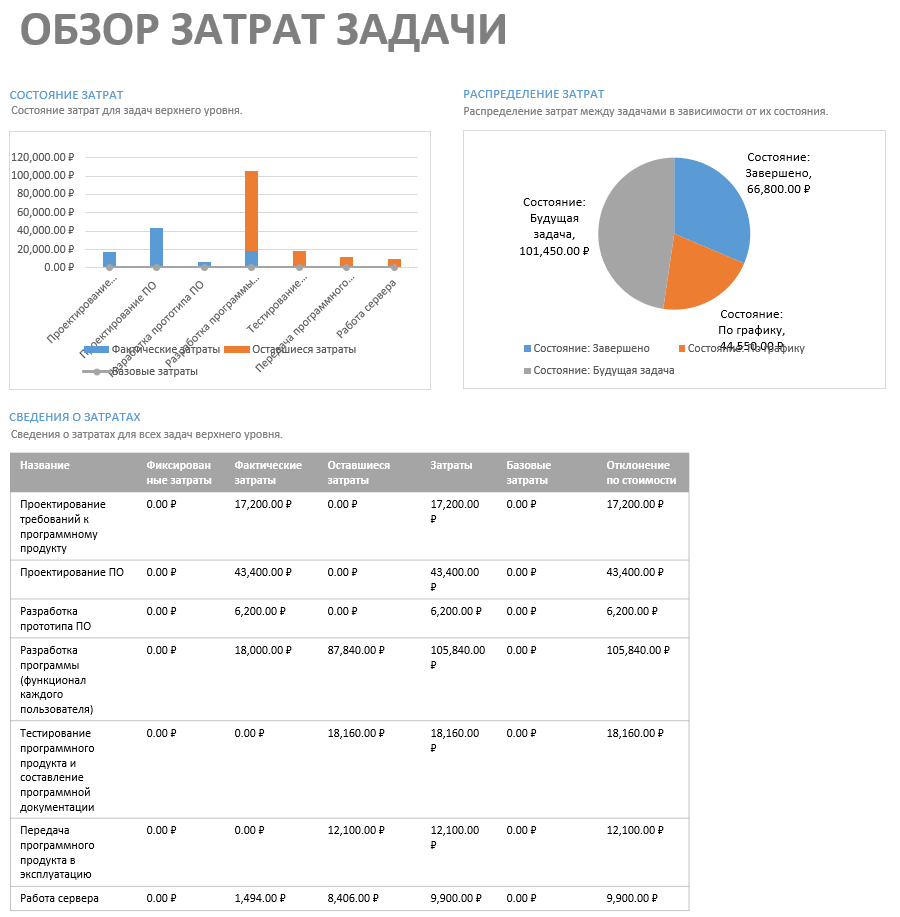 ОБЗОР ЗАТРАТ ЗАДАЧИ
СОСТОЯНИЕ ЗАТРАТ
Состояние затрат для задач верхнего уровня.
120,000.00 ₽
100,000.00 ₽
80,000.00 ₽
60,000.00 ₽
40,000.00 ₽
20,000.00 ₽
0.00 ₽
Проектирование...
Проектирование ПО
Разработка прототипа ПО
Разработка программы...
Тестирование...
Передача программного...
Работа сервера
Фактические затраты
Оставшиеся затраты
Базовые затраты
РАСПРЕДЕЛЕНИЕ ЗАТРАТ
Распределение затрат между задачами в зависимости от их состояния.
Состояние:
Завершено,
66,800.00 ₽
Состояние:
Будущая
задача,
101,450.00 ₽
Состояние:
По графику,
44,550.00 ₽
Состояние: Завершено
Состояние: По графику
Состояние: Будущая задача
СВЕДЕНИЯ О ЗАТРАТАХ
Сведения о затратах для всех задач верхнего уровня.
Название Фиксирован Фактические Оставшиеся Затраты Базовые Отклонение
ные затраты затраты затраты затраты по стоимости
Проектирование 0.00 ₽ 17,200.00 ₽ 0.00 ₽ 17,200.00 0.00 ₽ 17,200.00 ₽
требований к ₽
программному
продукту
Проектирование ПО 0.00 ₽ 43,400.00 ₽ 0.00 ₽ 43,400.00 0.00 ₽ 43,400.00 ₽
₽
Разработка 0.00 ₽ 6,200.00 ₽ 0.00 ₽ 6,200.00 ₽ 0.00 ₽ 6,200.00 ₽
прототипа ПО
Разработка 0.00 ₽ 18,000.00 ₽ 87,840.00 ₽ 105,840.00 0.00 ₽ 105,840.00 ₽
программы ₽
(функционал
каждого
пользователя)
Тестирование 0.00 ₽ 0.00 ₽ 18,160.00 ₽ 18,160.00 0.00 ₽ 18,160.00 ₽
программного ₽
продукта и
составление
программной
документации
Передача 0.00 ₽ 0.00 ₽ 12,100.00 ₽ 12,100.00 0.00 ₽ 12,100.00 ₽
программного ₽
продукта в
эксплуатацию
Работа сервера 0.00 ₽ 1,494.00 ₽ 8,406.00 ₽ 9,900.00 ₽ 0.00 ₽ 9,900.00 ₽